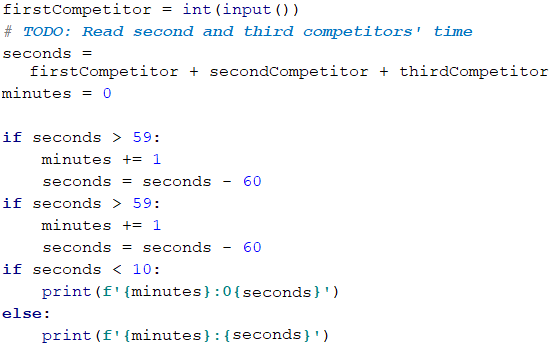 firstCompetitor = int(input())
# TODO: Read second and third competitors' time
seconds =
   firstCompetitor + secondCompetitor + thirdCompetitor
minutes = 0

if seconds > 59:
    minutes += 1
    seconds = seconds - 60
if seconds > 59:
    minutes += 1
    seconds = seconds - 60
if seconds < 10:
    print(f'{minutes}:0{seconds}')
else:
    print(f'{minutes}:{seconds}')